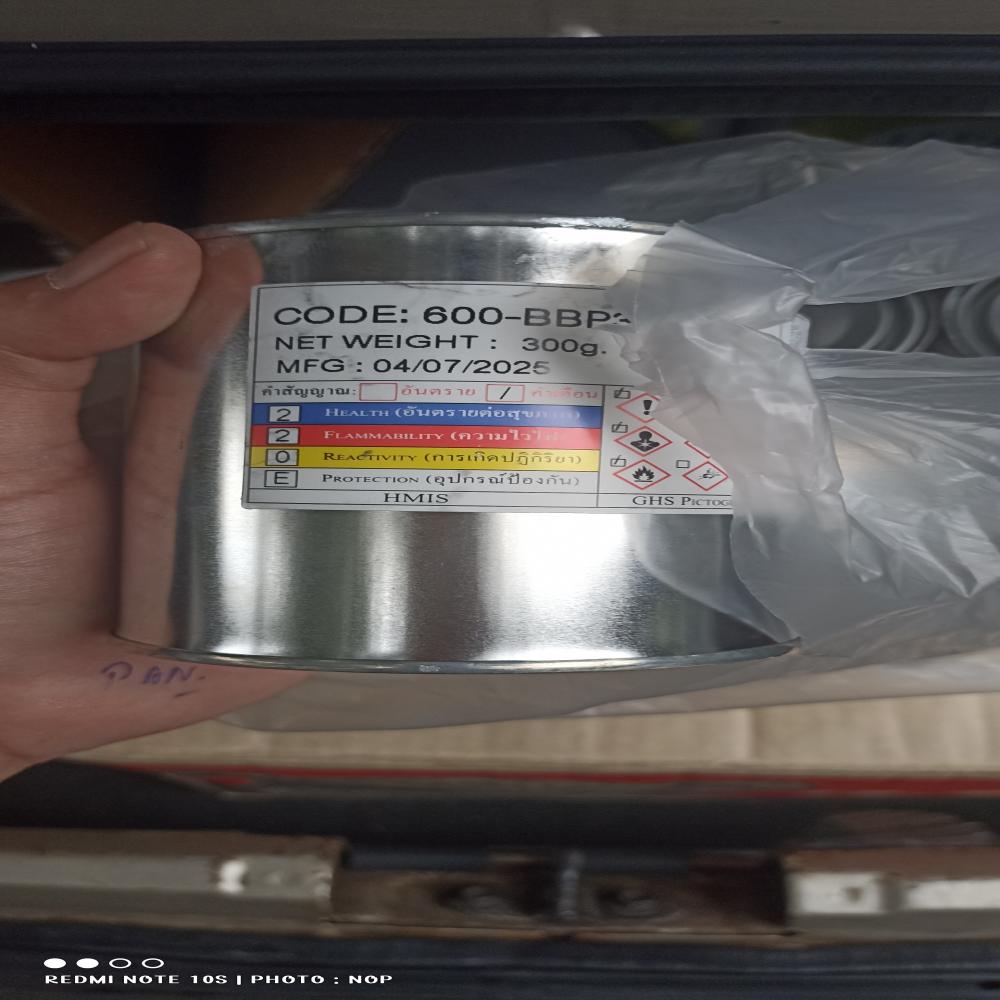 CODE: 600-BBP
NET WEIGHT : 300g.
MFG : 04/07/2025
คำสัญญาณ: อันตราย / คำเตือน
2 HEALTH (อันตรายต่อสุขภาพ)
2 FLAMMABILITY (ความไวไฟ
0 REACTIVITY (การเกิดปฏิกิริยา)
E PROTECTION (อุปกรณ์ป้องกัน)
HMIS
GHS PICTOG
PAN.
REDMI NOTE 10S | PHOTO : NOP